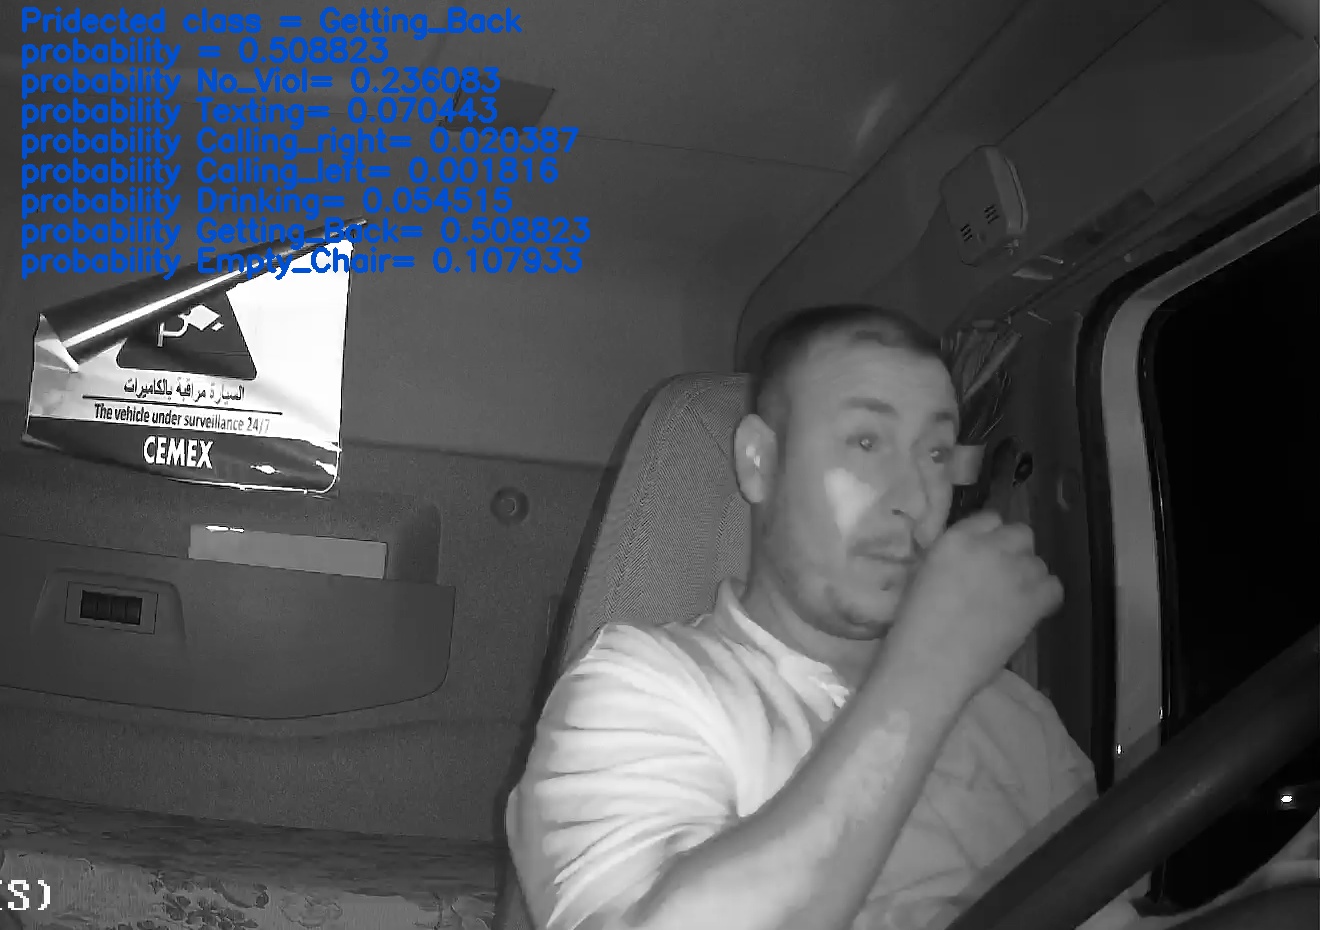 Pridected class = Getting_Back
probability = 0.508823
probability No_Viol= 0.236083
probability Texting= 0.070443
probability Calling_right= 0.020387
probability Calling_left= 0.001816
probability Drinking= 0.054515
probability Getting_Back= 0.508823
probability Empty_Chair= 0.107933
السيارة مراقبة بالكاميرات
The vehicle under surveillance 24/7
CEMEX
S)